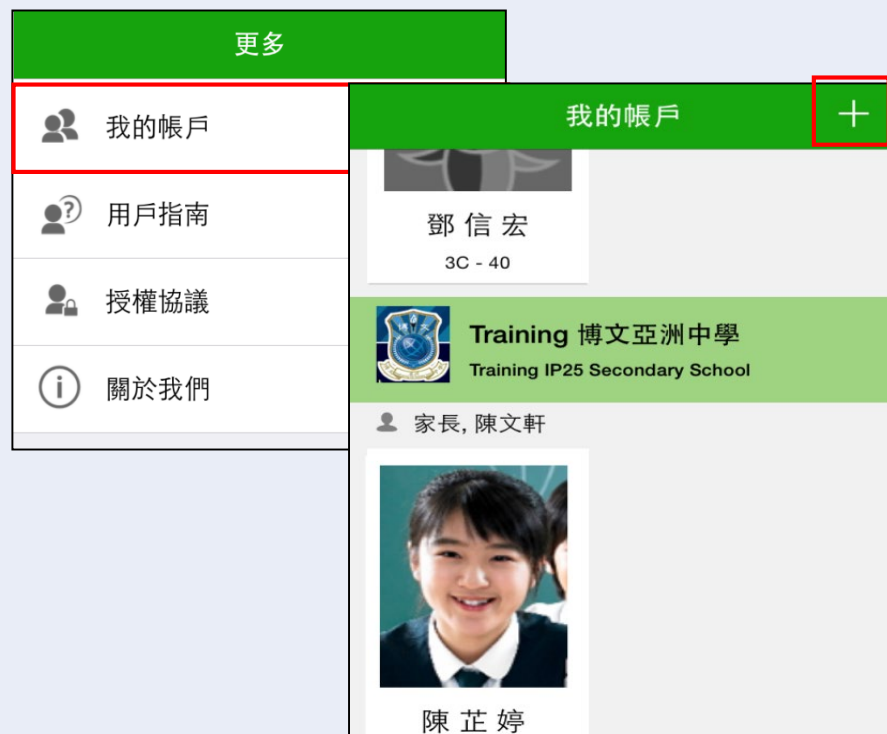 更多
我的帳戶
用戶指南
授權協議
關於我們
我的帳戶
鄧信宏
3C - 40
Training 博文亞洲中學
Training IP25 Secondary School
家長, 陳文軒
陳芷婷